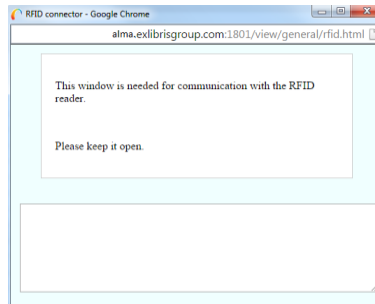 RFID connector - Google Chrome
alma.exlibrisgroup.com:1801/view/general/rfid.html
This window is needed for communication with the RFID
reader.
Please keep it open.